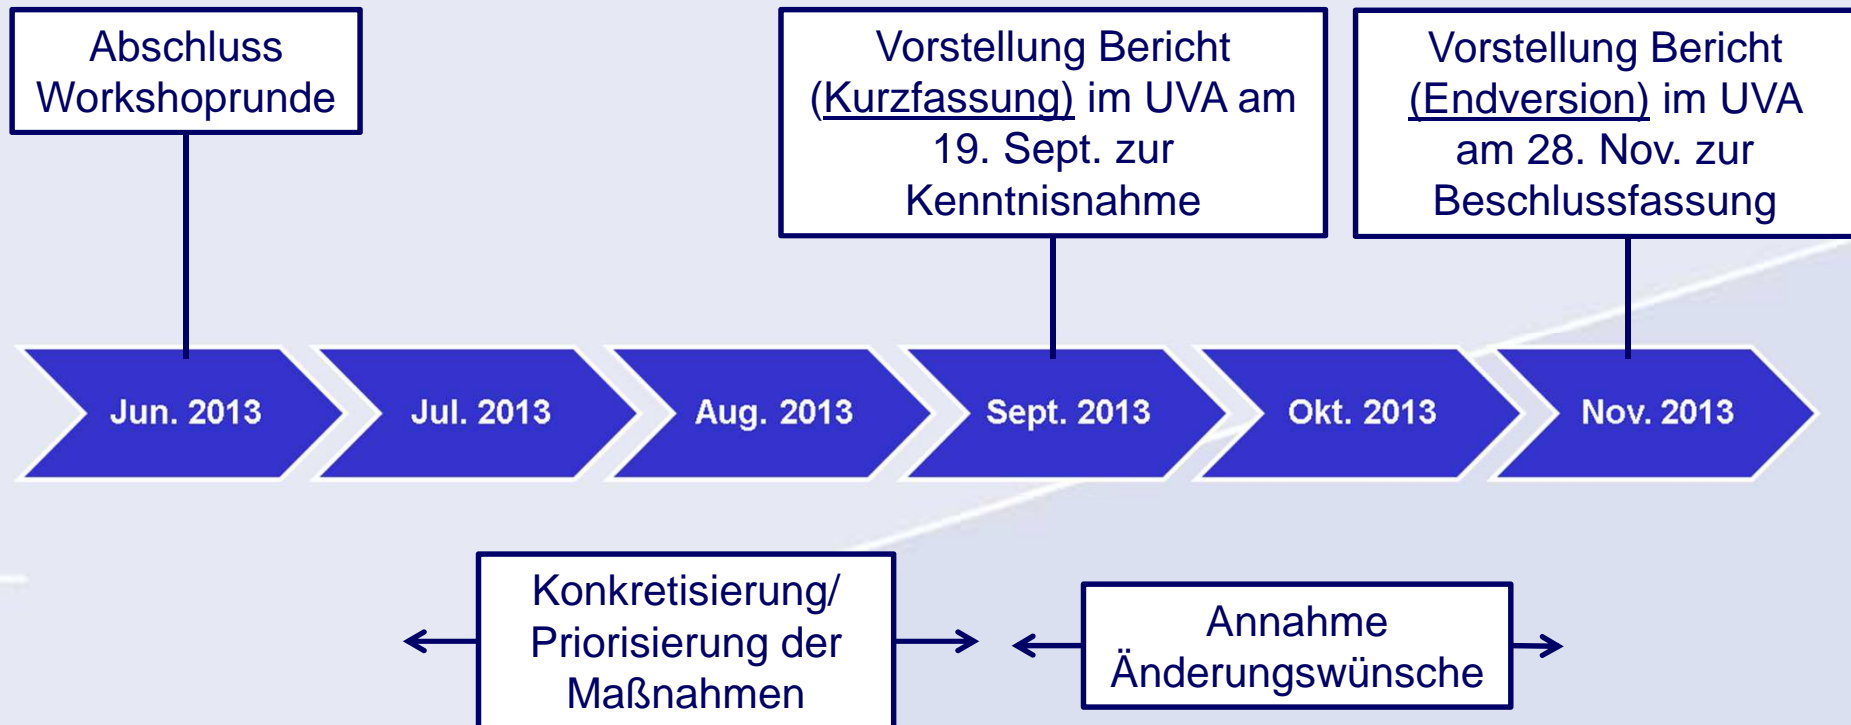 Abschluss
Workshoprunde
Vorstellung Bericht
(Kurzfassung) im UVA am
19. Sept. zur
Kenntnisnahme
Vorstellung Bericht
(Endversion) im UVA
am 28. Nov. zur
Beschlussfassung
Jun. 2013
Jul. 2013
Aug. 2013
Sept. 2013
Okt. 2013
Nov. 2013
Konkretisierung/
Priorisierung der
Maßnahmen
Annahme
Änderungswünsche